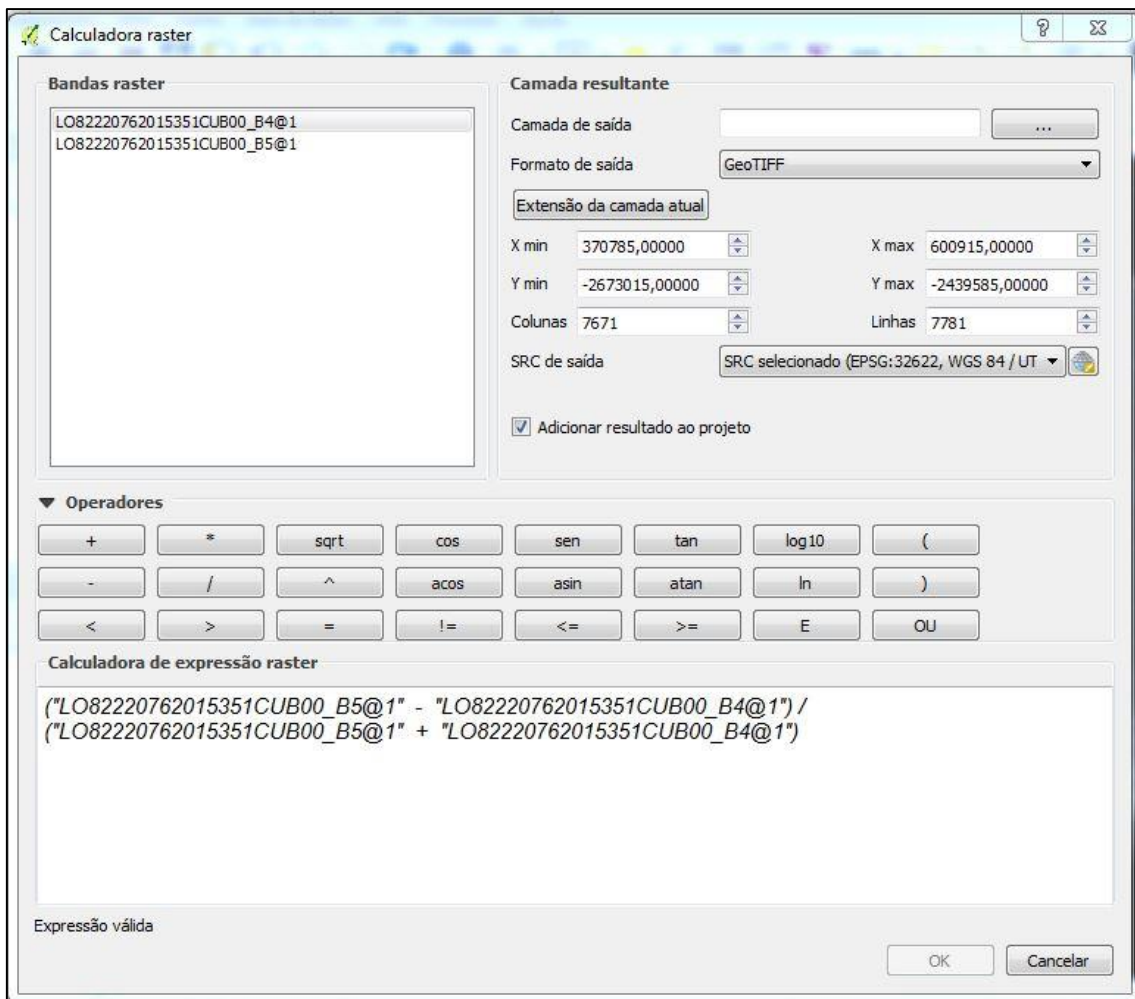 Calculadora raster
Bandas raster
LO82220762015351CUB00_B4@1
LO82220762015351CUB00_B5@1
Camada resultante
Camada de saída ...
Formato de saída GeoTIFF
Extensão da camada atual
X min 370785,00000 X max 600915,00000
Y min -2673015,00000 Y max -2439585,00000
Colunas 7671 Linhas 7781
SRC de saída SRC selecionado (EPSG:32622, WGS 84 / UT
Adicionar resultado ao projeto
Operadores
+ * sqrt cos sen tan log10 (
- / ^ acos asin atan ln )
< > = != <= >= E OU
Calculadora de expressão raster
("LO82220762015351CUB00_B5@1" - "LO82220762015351CUB00_B4@1") /
("LO82220762015351CUB00_B5@1" + "LO82220762015351CUB00_B4@1")
Expressão válida
OK Cancelar